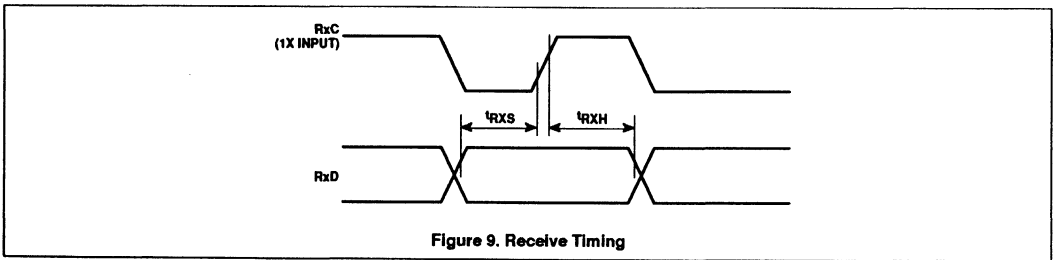 RxC
(1X INPUT)
tRXS
tRXH
RxD
Figure 9. Receive Timing